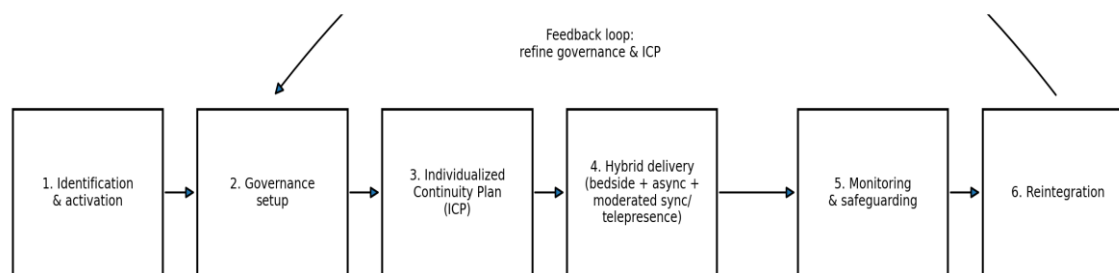 Feedback loop:
refine governance & ICP
1. Identification
& activation
2. Governance
setup
3. Individualized
Continuity Plan
(ICP)
4. Hybrid delivery
(bedside + async +
moderated sync/
telepresence)
5. Monitoring
& safeguarding
6. Reintegration